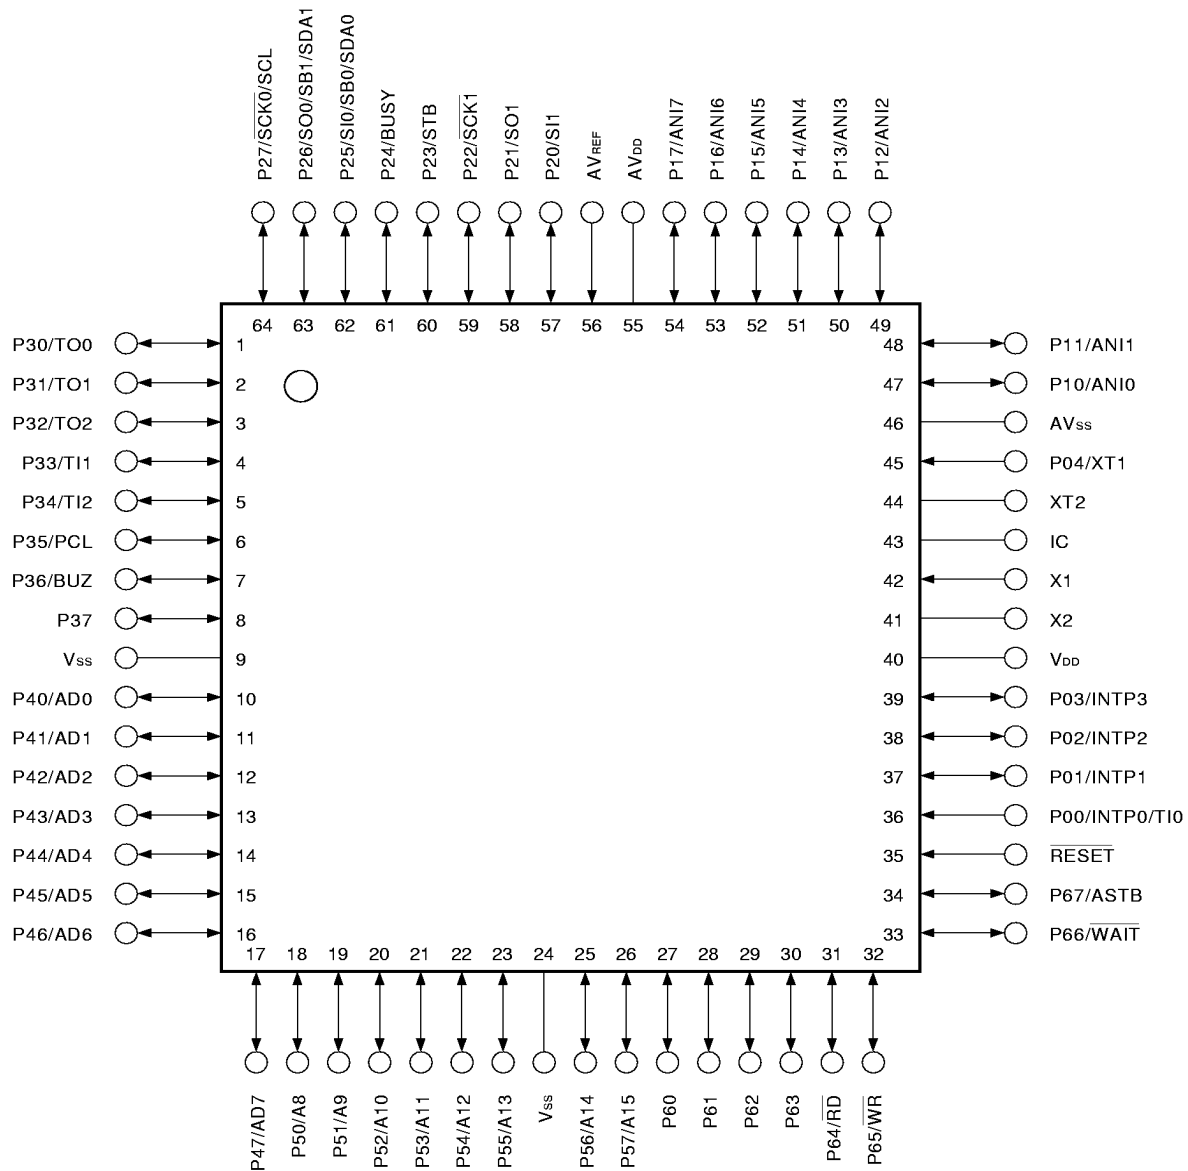 P27/SCK0/SCL
P26/SO0/SB1/SDA1
P25/SI0/SB0/SDA0
P24/BUSY
P23/STB
P22/SCK1
P21/SO1
P20/SI1
AVREF
AVDD
P17/ANI7
P16/ANI6
P15/ANI5
P14/ANI4
P13/ANI3
P12/ANI2
64 63 62 61 60 59 58 57 56 55 54 53 52 51 50 49
P30/TO0 1 48 P11/ANI1
P31/TO1 2 47 P10/ANI0
P32/TO2 3 46 AVSS
P33/TI1 4 45 P04/XT1
P34/TI2 5 44 XT2
P35/PCL 6 43 IC
P36/BUZ 7 42 X1
P37 8 41 X2
VSS 9 40 VDD
P40/AD0 10 39 P03/INTP3
P41/AD1 11 38 P02/INTP2
P42/AD2 12 37 P01/INTP1
P43/AD3 13 36 P00/INTP0/TI0
P44/AD4 14 35 RESET
P45/AD5 15 34 P67/ASTB
P46/AD6 16 33 P66/WAIT
17 18 19 20 21 22 23 24 25 26 27 28 29 30 31 32
P47/AD7
P50/A8
P51/A9
P52/A10
P53/A11
P54/A12
P55/A13
VSS
P56/A14
P57/A15
P60
P61
P62
P63
P64/RD
P65/WR